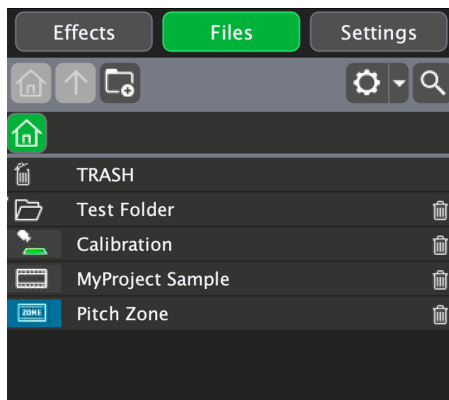 Effects Files Settings
TRASH
Test Folder
Calibration
MyProject Sample
ZONE Pitch Zone